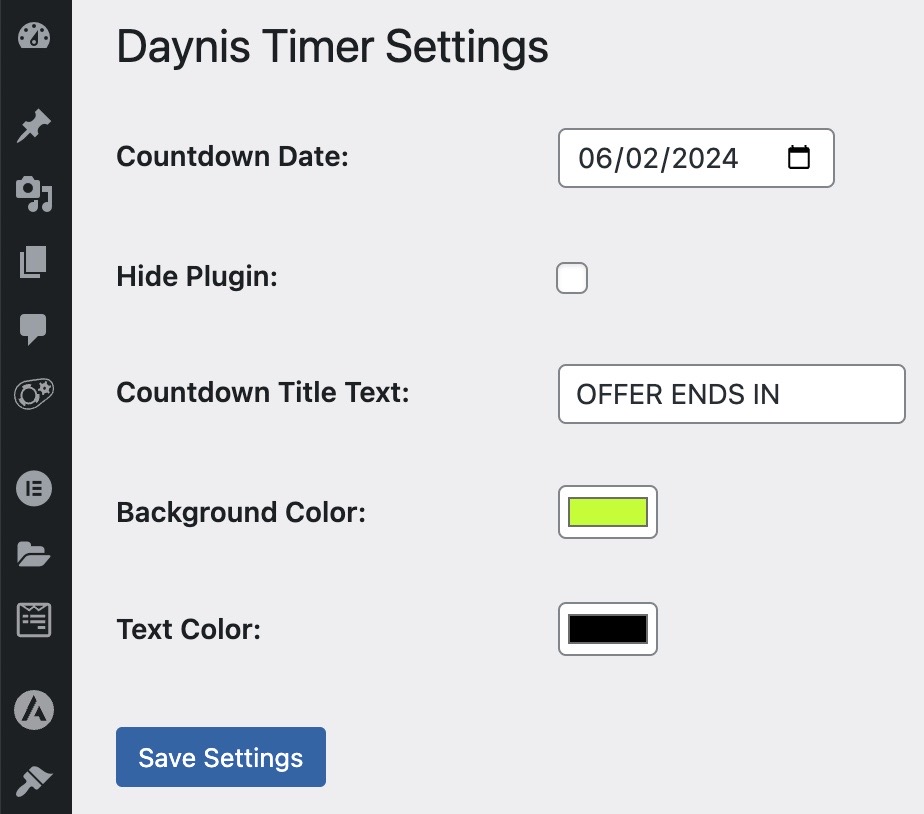 Daynis Timer Settings
Countdown Date: 06/02/2024
Hide Plugin:
Countdown Title Text: OFFER ENDS IN
Background Color:
Text Color:
Save Settings